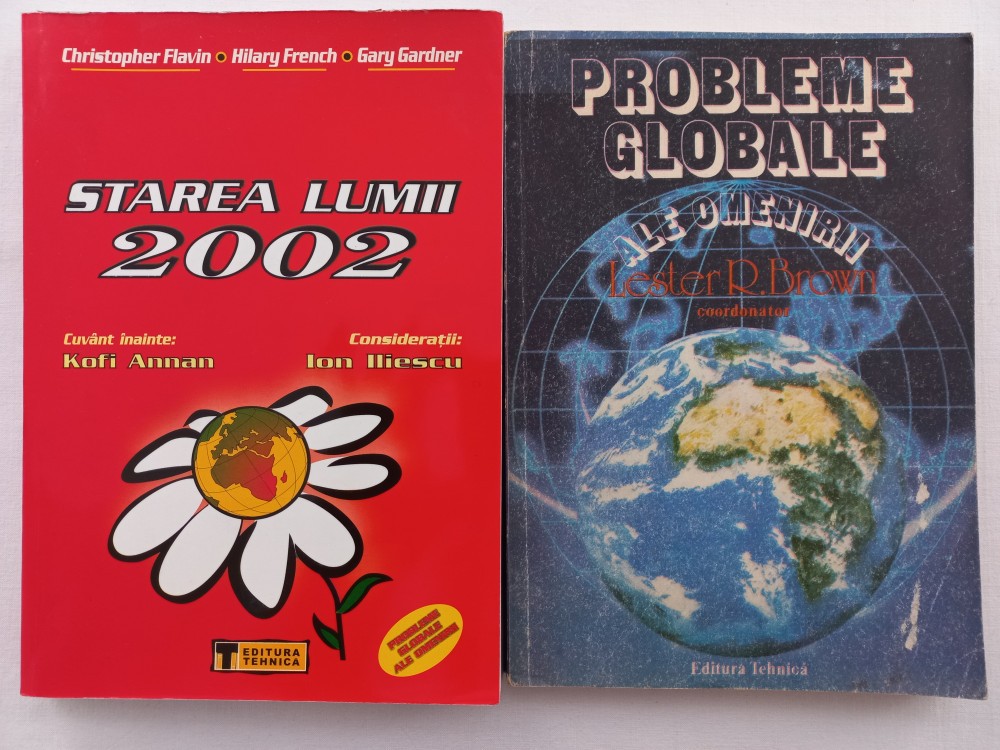 Christopher Flavin • Hilary French • Gary Gardner
STAREA LUMII
2002
Cuvânt înainte:
Kofi Annan
Considerații:
Ion Iliescu
T EDITURA
TEHNICA
PROBLEME
GLOBALE
ALE OMENIRII
PROBLEME
GLOBALE
ALE OMENIRII
Lester R. Brown
coordonator
Editura Tehnică